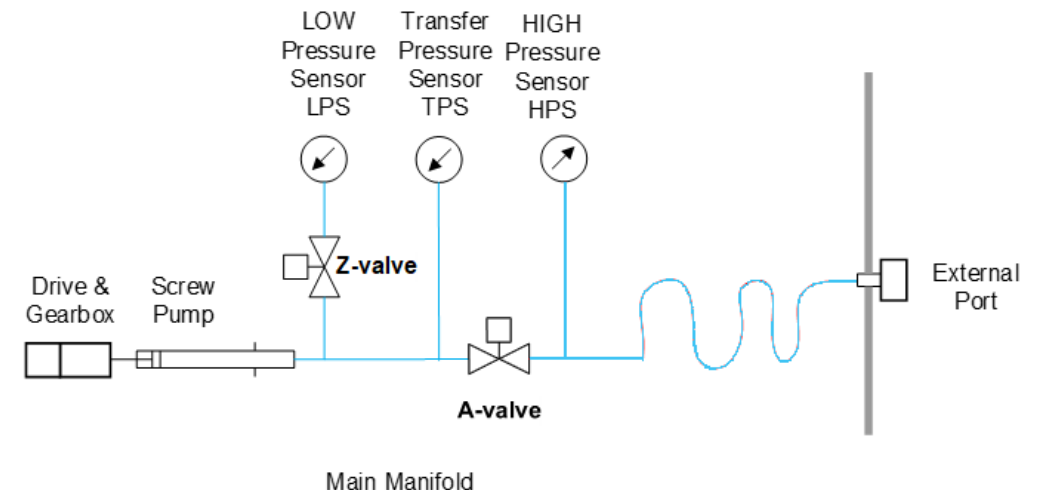 LOW
Pressure
Sensor
LPS
Transfer
Pressure
Sensor
TPS
HIGH
Pressure
Sensor
HPS
Z-valve
Drive &
Gearbox
Screw
Pump
External
Port
A-valve
Main Manifold